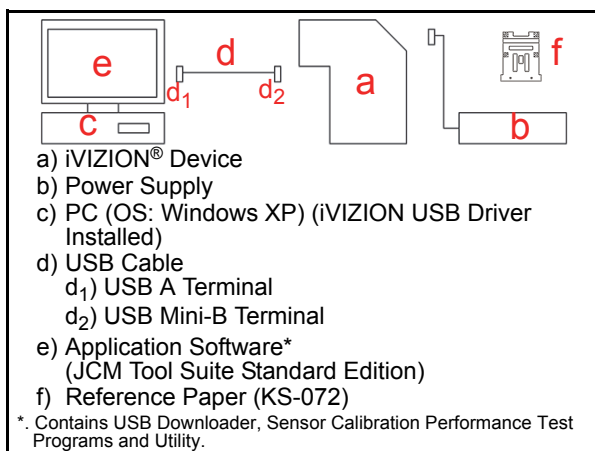 e
d
d1
d2
a
f
c
b
a) iVIZION® Device
b) Power Supply
c) PC (OS: Windows XP) (iVIZION USB Driver
Installed)
d) USB Cable
d1) USB A Terminal
d2) USB Mini-B Terminal
e) Application Software*
(JCM Tool Suite Standard Edition)
f) Reference Paper (KS-072)
*. Contains USB Downloader, Sensor Calibration Performance Test
Programs and Utility.